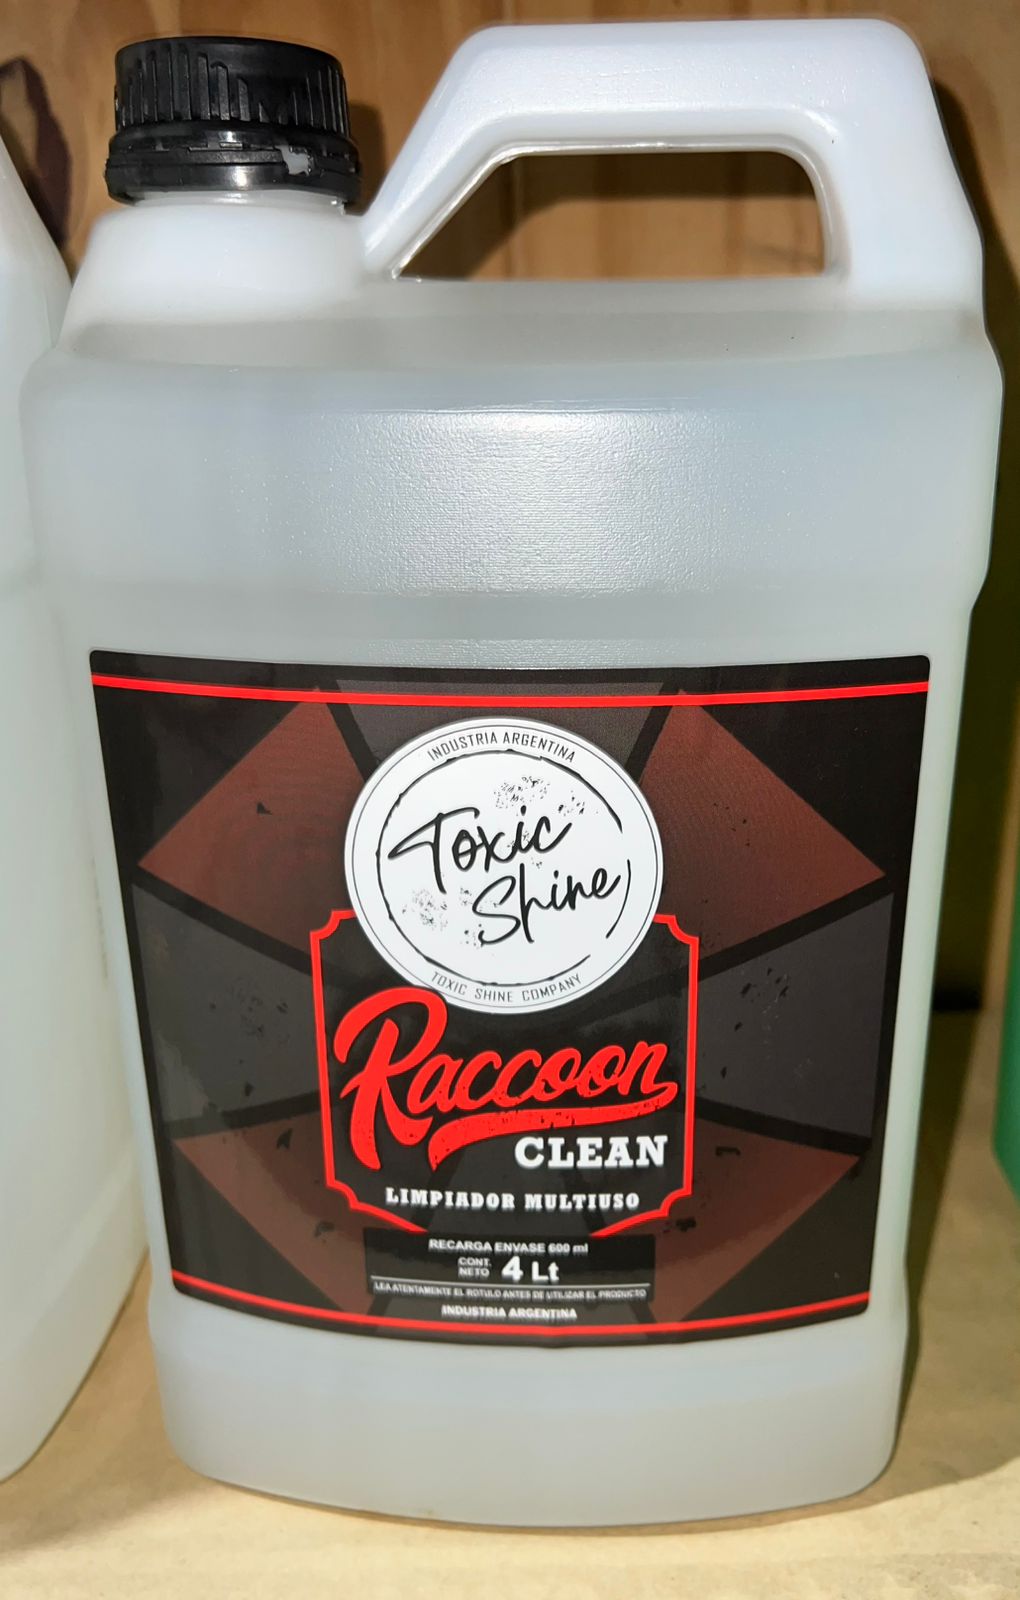 INDUSTRIA ARGENTINA
Toxic
Shine
TOXIC SHINE COMPANY
Raccoon
CLEAN
LIMPIADOR MULTIUSO
RECARGA ENVASE 600 ml
CONT.
NETO
4 Lt
LEA ATENTAMENTE EL ROTULO ANTES DE UTILIZAR EL PRODUCTO
INDUSTRIA ARGENTINA